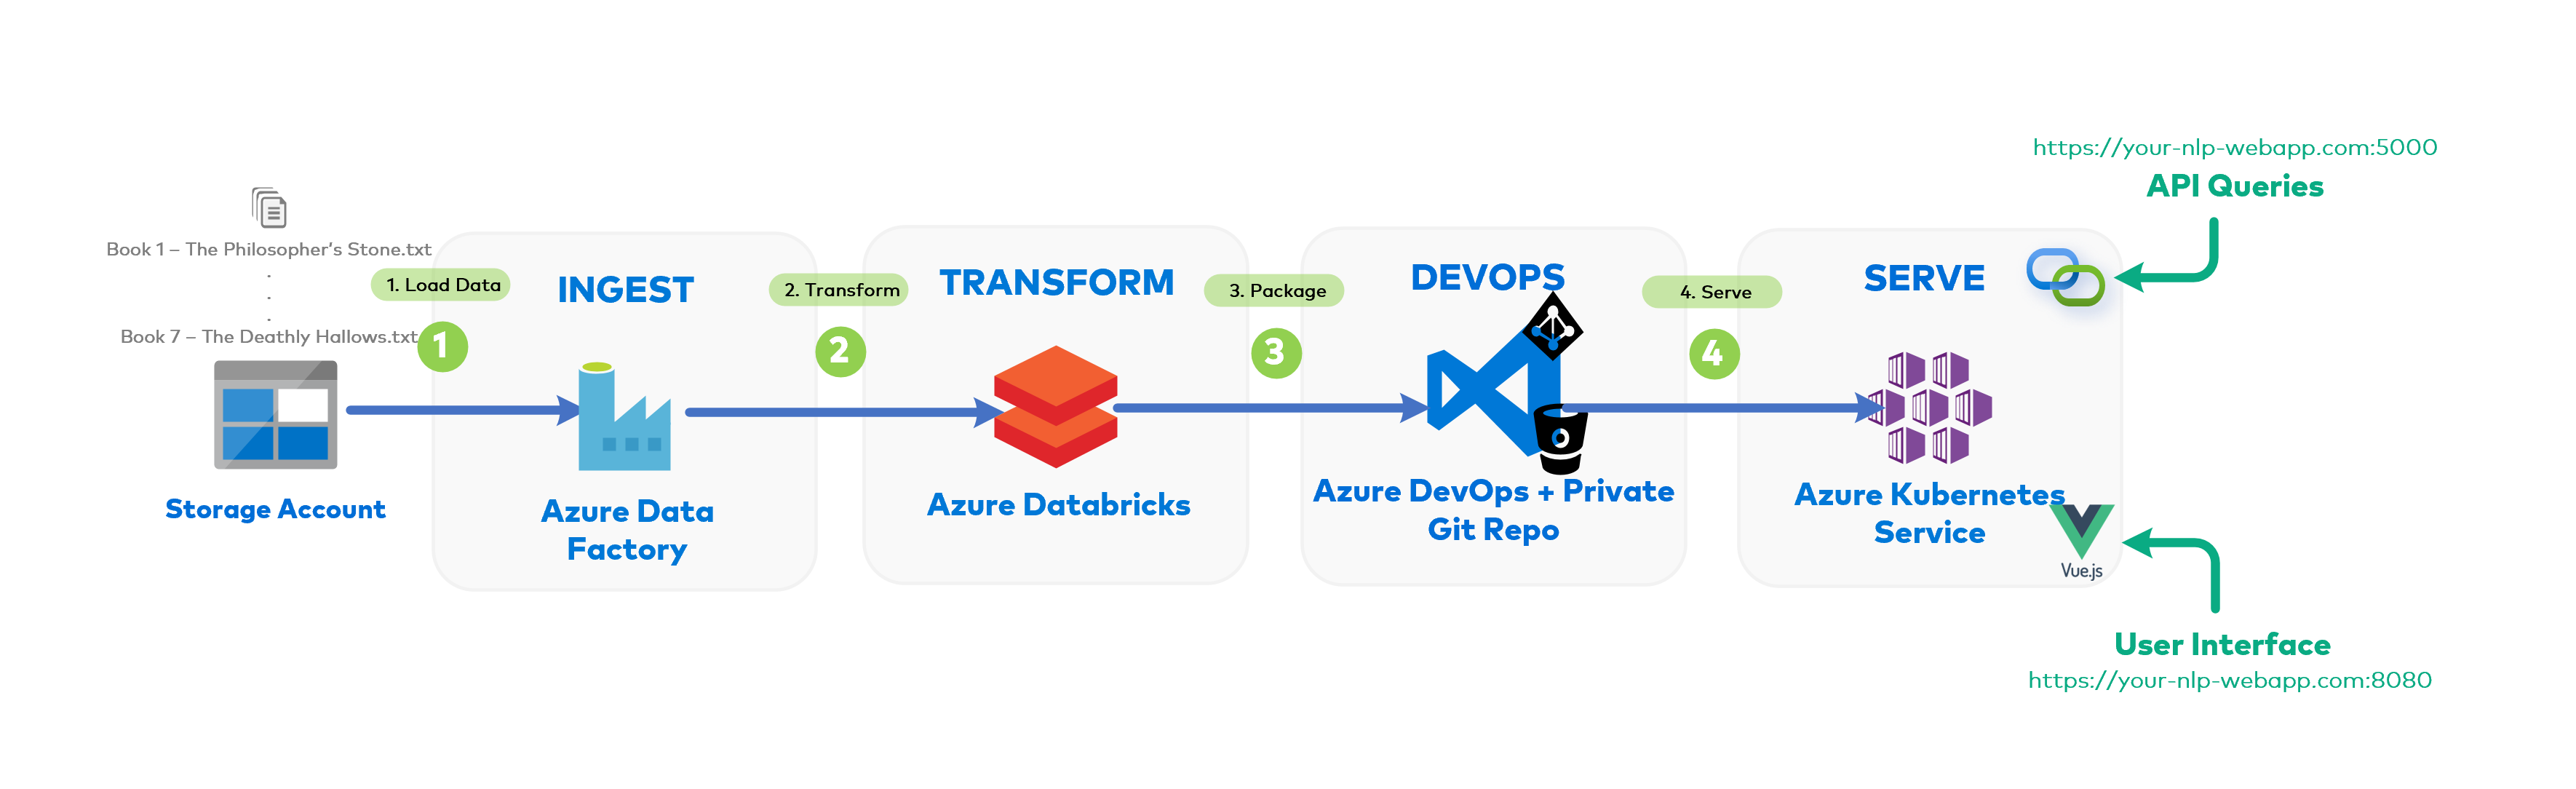 https://your-nlp-webapp.com:5000
API Queries
Book 1 – The Philosopher’s Stone.txt
.
.
.
Book 7 – The Deathly Hallows.txt
Storage Account
1. Load Data
1
INGEST
Azure Data
Factory
2. Transform
2
TRANSFORM
Azure Databricks
3. Package
3
DEVOPS
Azure DevOps + Private
Git Repo
4. Serve
4
SERVE
Azure Kubernetes
Service
Vue.js
User Interface
https://your-nlp-webapp.com:8080